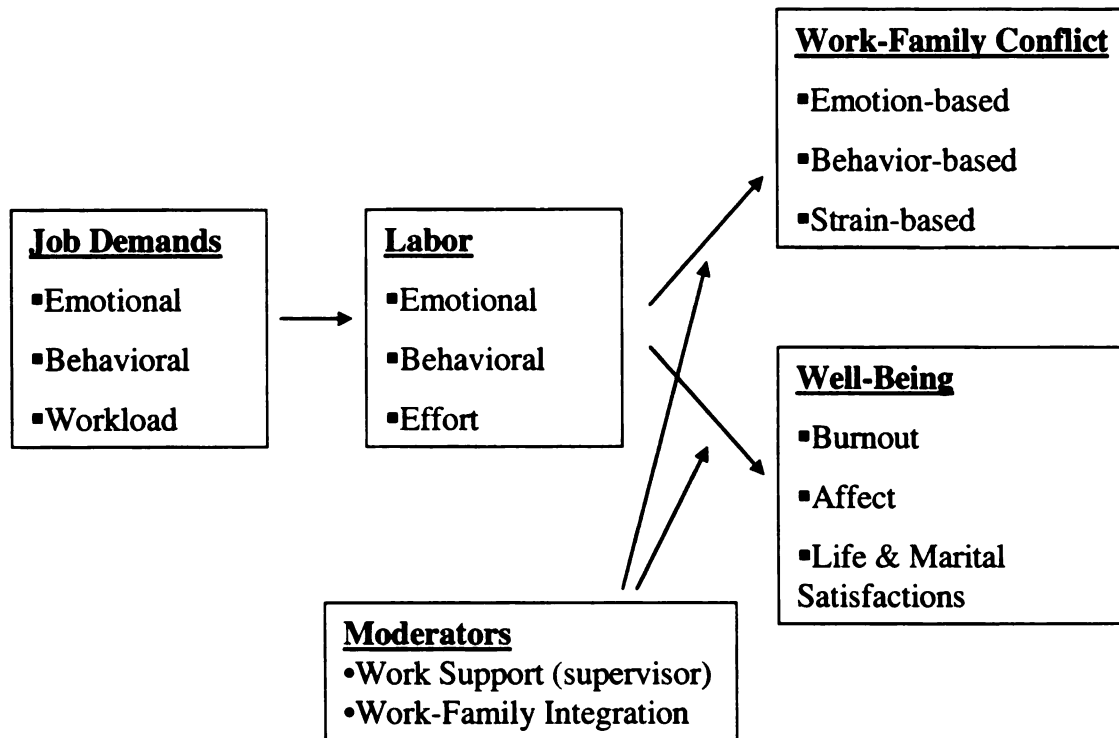 Work-Family Conflict
▪Emotion-based
▪Behavior-based
▪Strain-based
Job Demands
▪Emotional
▪Behavioral
▪Workload
Labor
▪Emotional
▪Behavioral
▪Effort
Well-Being
▪Burnout
▪Affect
▪Life & Marital
Satisfactions
Moderators
•Work Support (supervisor)
•Work-Family Integration